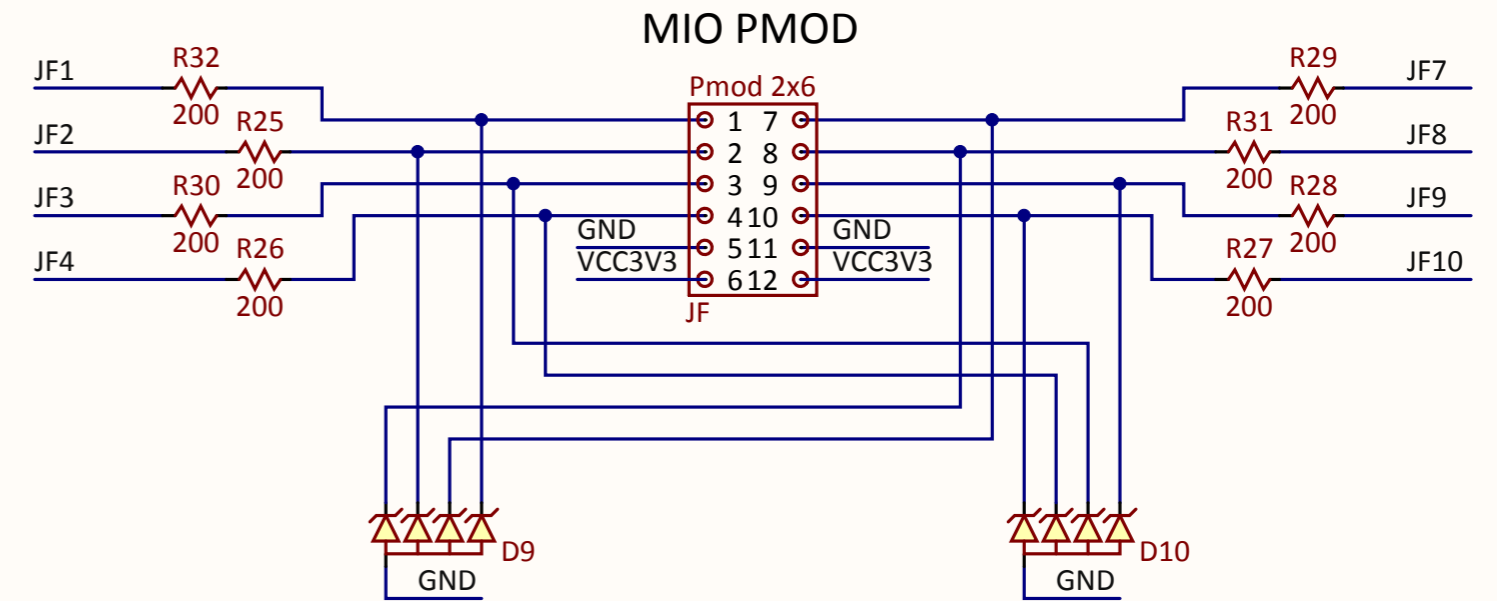 MIO PMOD
JF1
R32
200
JF2
R25
200
JF3
R30
200
JF4
R26
200
Pmod 2x6
1 7
2 8
3 9
4 10
5 11
6 12
GND
VCC3V3
GND
VCC3V3
JF
R29
200
JF7
R31
200
JF8
R28
200
JF9
R27
200
JF10
D9
GND
D10
GND